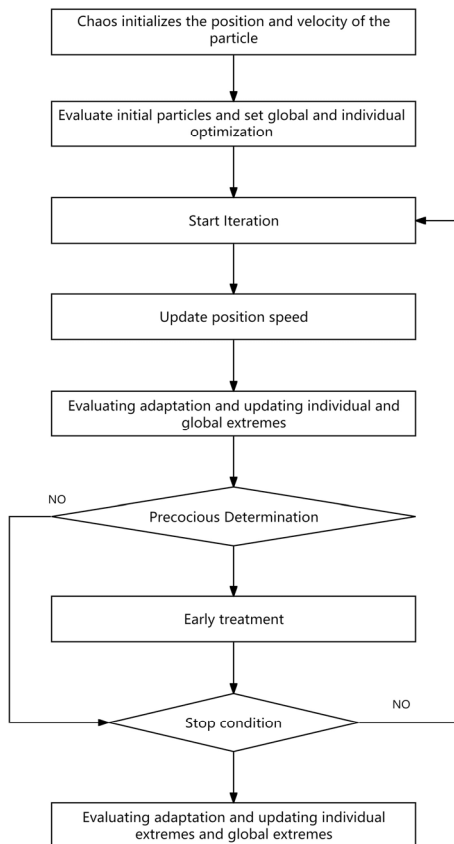 Chaos initializes the position and velocity of the
particle
Evaluate initial particles and set global and individual
optimization
Start Iteration
Update position speed
Evaluating adaptation and updating individual and
global extremes
NO
Precocious Determination
Early treatment
NO
Stop condition
Evaluating adaptation and updating individual
extremes and global extremes